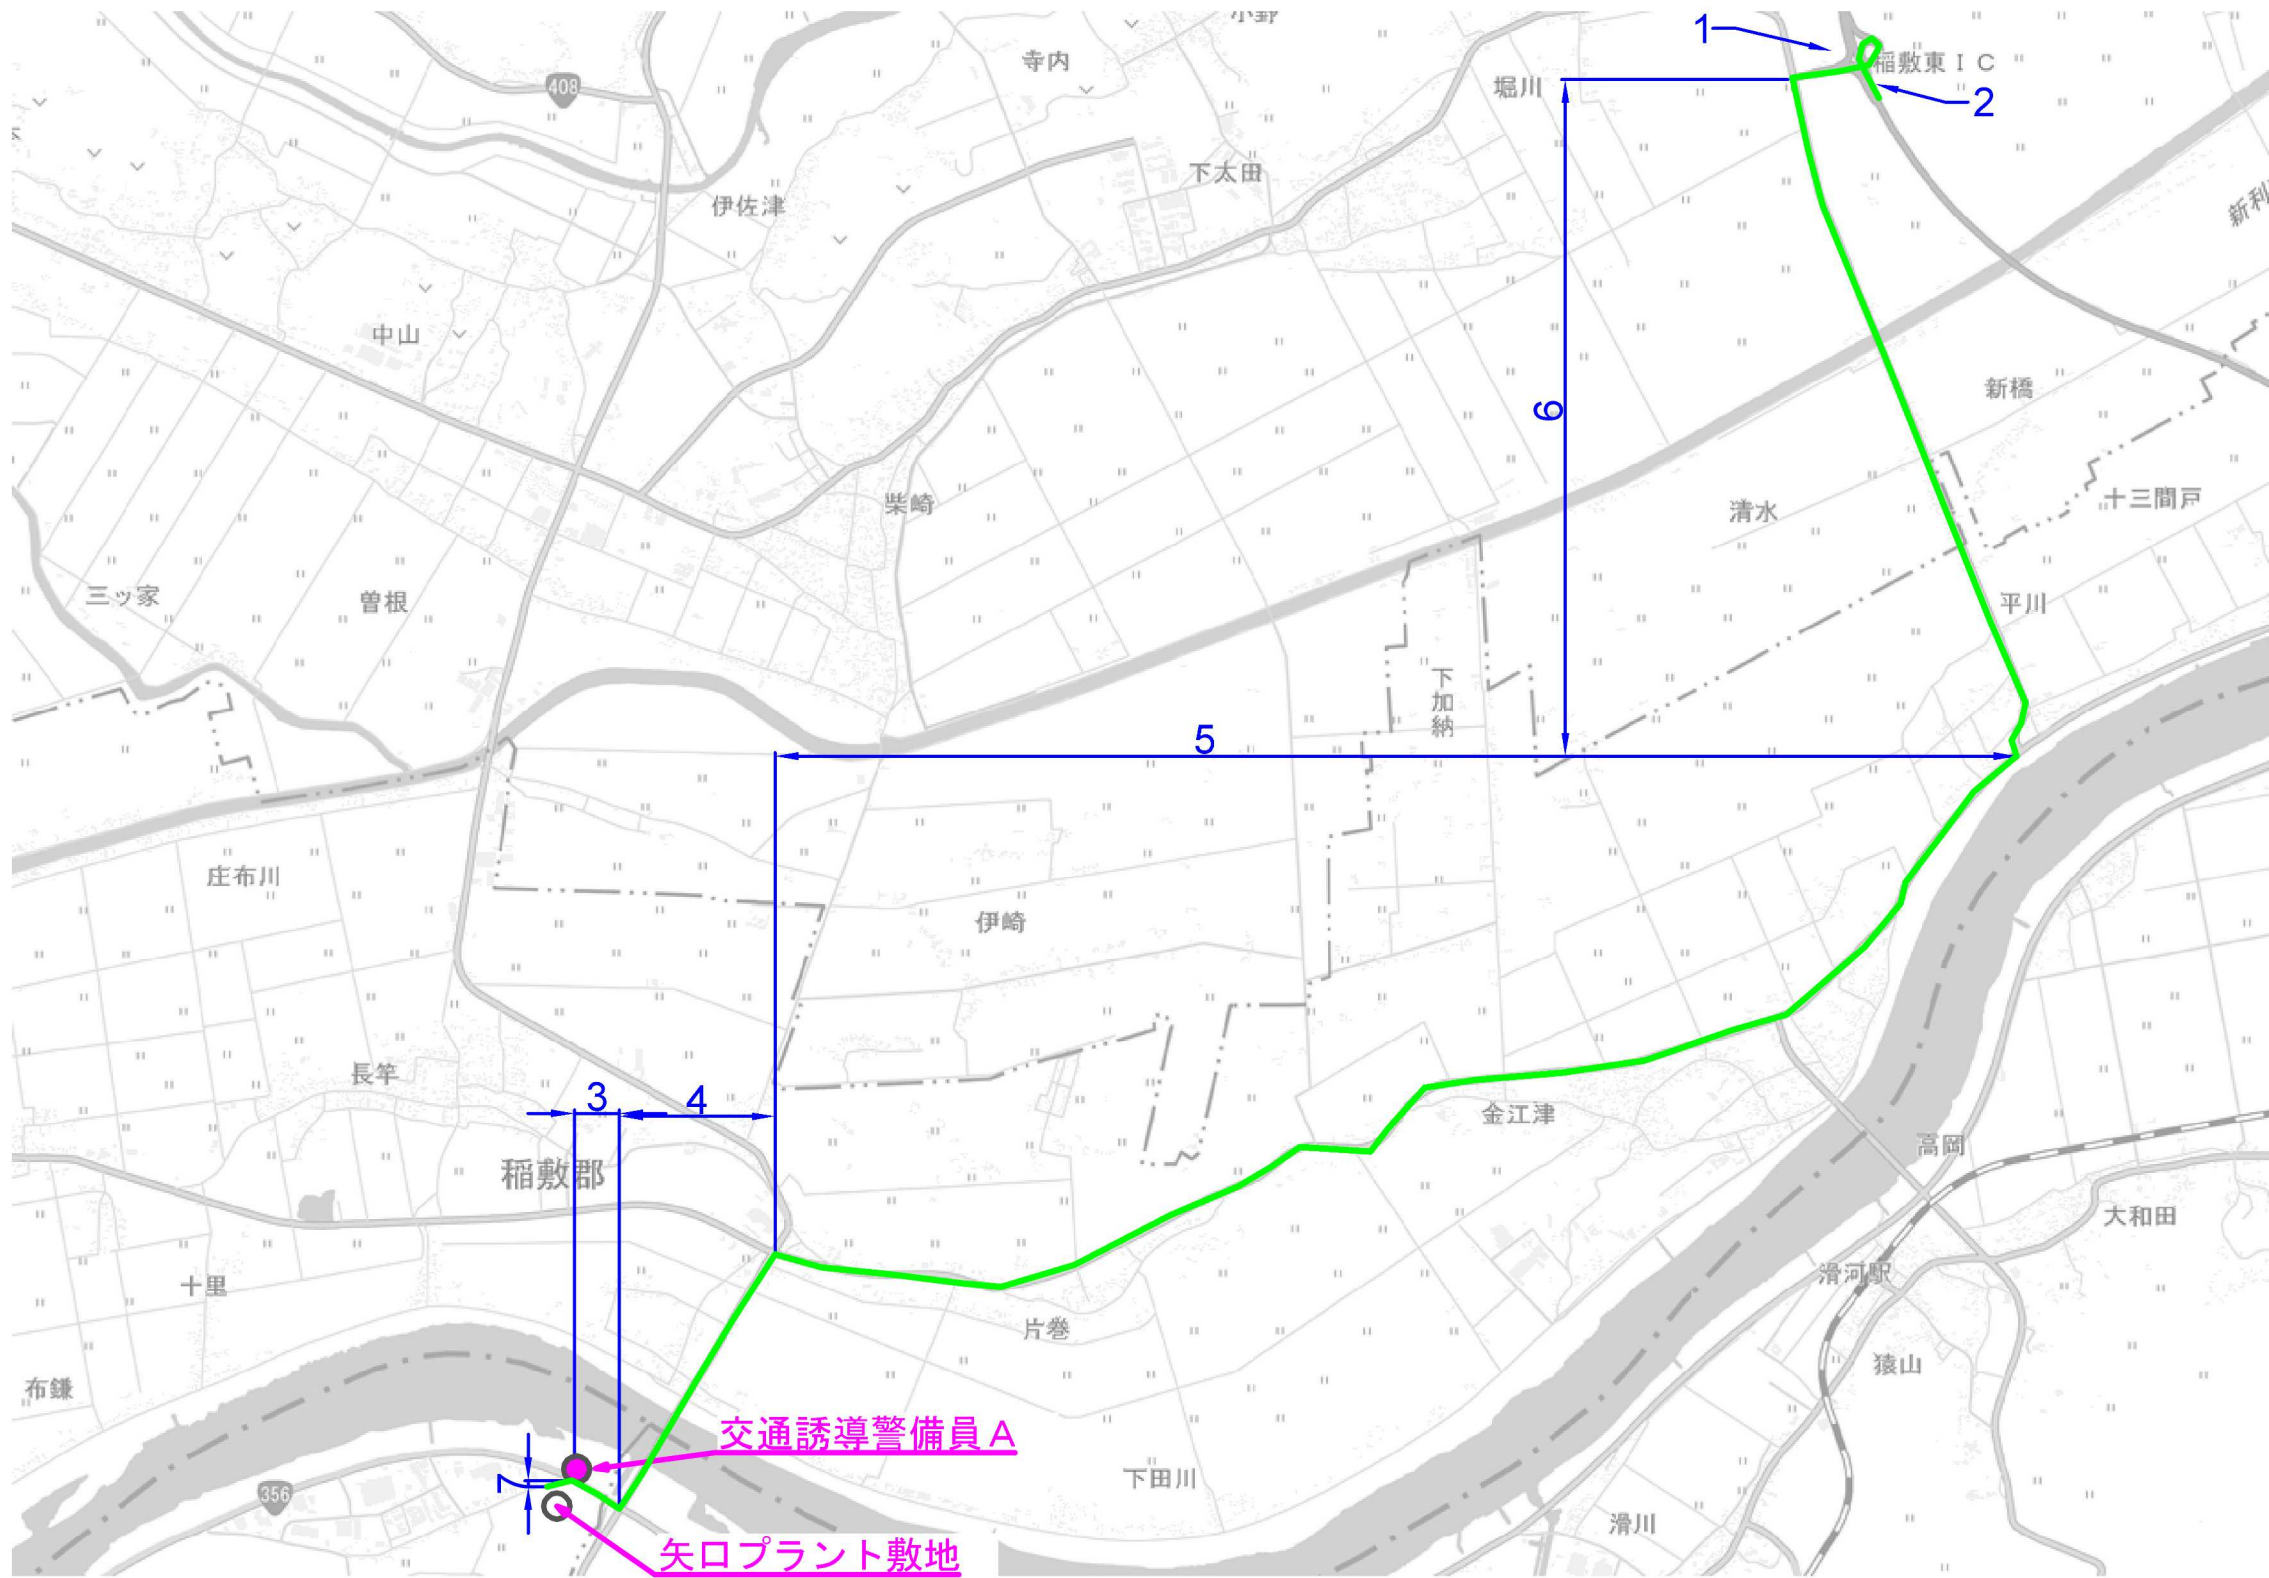 小野
1
寺内
408
稲敷東ＩＣ
堀川
2
下太田
伊佐津
新利
中山
新橋
6
柴崎
清水
十三間戸
三ッ家
曽根
平川
下加納
5
庄布川
伊崎
長竿
3
4
金江津
高岡
稲敷郡
大和田
十里
滑河駅
片巻
猿山
布鎌
交通誘導警備員Ａ
7
下田川
356
滑川
矢口プラント敷地